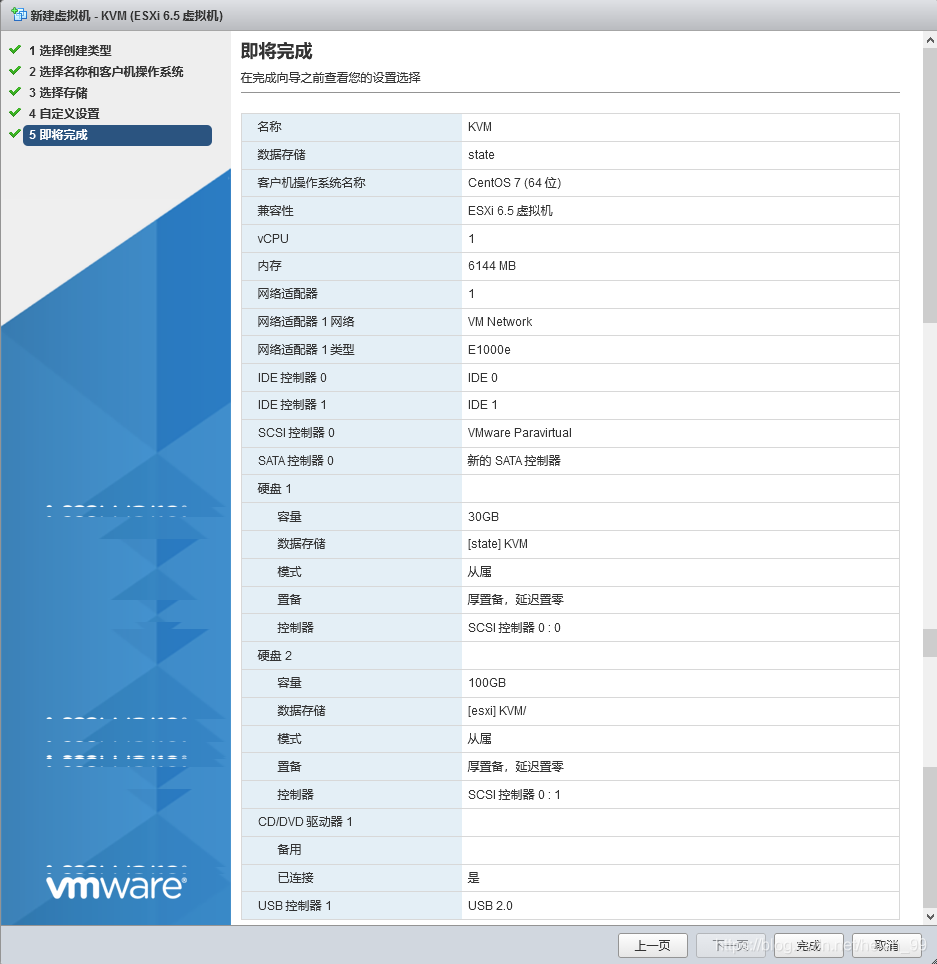 新建虚拟机 - KVM (ESXi 6.5 虚拟机)
1 选择创建类型
2 选择名称和客户机操作系统
3 选择存储
4 自定义设置
5 即将完成
即将完成
在完成向导之前查看您的设置选择
名称 KVM
数据存储 state
客户机操作系统名称 CentOS 7 (64 位)
兼容性 ESXi 6.5 虚拟机
vCPU 1
内存 6144 MB
网络适配器 1
网络适配器 1 网络 VM Network
网络适配器 1 类型 E1000e
IDE 控制器 0 IDE 0
IDE 控制器 1 IDE 1
SCSI 控制器 0 VMware Paravirtual
SATA 控制器 0 新的 SATA 控制器
硬盘 1
容量 30GB
数据存储 [state] KVM
模式 从属
置备 厚置备，延迟置零
控制器 SCSI 控制器 0 : 0
硬盘 2
容量 100GB
数据存储 [esxi] KVM/
模式 从属
置备 厚置备，延迟置零
控制器 SCSI 控制器 0 : 1
CD/DVD 驱动器 1
备用
已连接 是
USB 控制器 1 USB 2.0
vmware®
上一页 下一页 完成 取消